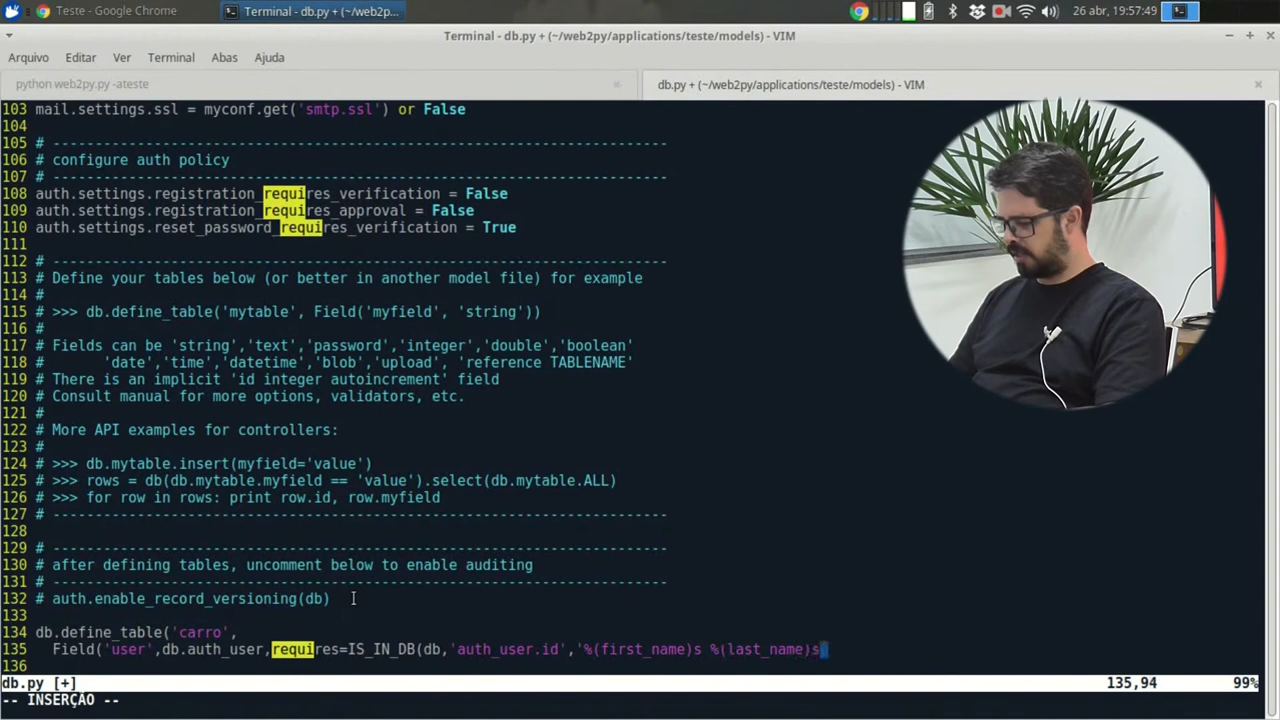 Teste - Google Chrome
Terminal - db.py + (~/web2p...
26 abr, 19:57:49
Terminal - db.py + (~/web2py/applications/teste/models) - VIM
Arquivo Editar Ver Terminal Abas Ajuda
python web2py.py -ateste
db.py + (~/web2py/applications/teste/models) - VIM
103 mail.settings.ssl = myconf.get('smtp.ssl') or False
104
105 # -------------------------------------------------------------------------
106 # configure auth policy
107 # -------------------------------------------------------------------------
108 auth.settings.registration_requires_verification = False
109 auth.settings.registration_requires_approval = False
110 auth.settings.reset_password_requires_verification = True
111
112 # -------------------------------------------------------------------------
113 # Define your tables below (or better in another model file) for example
114 #
115 # >>> db.define_table('mytable', Field('myfield', 'string'))
116 #
117 # Fields can be 'string','text','password','integer','double','boolean'
118 #       'date','time','datetime','blob','upload', 'reference TABLENAME'
119 # There is an implicit 'id integer autoincrement' field
120 # Consult manual for more options, validators, etc.
121 #
122 # More API examples for controllers:
123 #
124 # >>> db.mytable.insert(myfield='value')
125 # >>> rows = db(db.mytable.myfield == 'value').select(db.mytable.ALL)
126 # >>> for row in rows: print row.id, row.myfield
127 # -------------------------------------------------------------------------
128
129 # -------------------------------------------------------------------------
130 # after defining tables, uncomment below to enable auditing
131 # -------------------------------------------------------------------------
132 # auth.enable_record_versioning(db)
133
134 db.define_table('carro',
135   Field('user',db.auth_user,requires=IS_IN_DB(db,'auth_user.id','%(first_name)s %(last_name)s
136
db.py [+] 135,94 99%
-- INSERÇÃO --